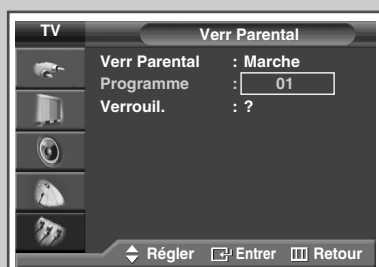 TV
Verr Parental
Verr Parental : Marche
Programme : 01
Verrouil. : ?
Régler Entrer Retour